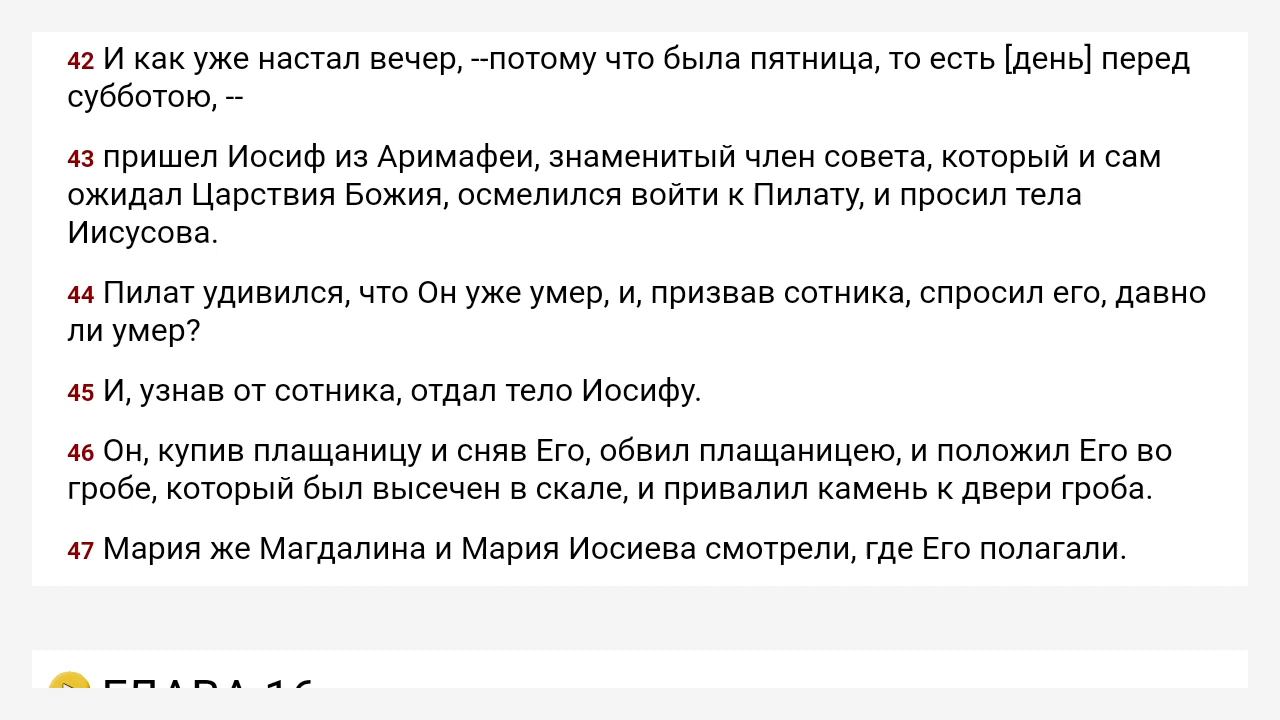 42 И как уже настал вечер, --потому что была пятница, то есть [день] перед
субботою, --
43 пришел Иосиф из Аримафеи, знаменитый член совета, который и сам
ожидал Царствия Божия, осмелился войти к Пилату, и просил тела
Иисусова.
44 Пилат удивился, что Он уже умер, и, призвав сотника, спросил его, давно
ли умер?
45 И, узнав от сотника, отдал тело Иосифу.
46 Он, купив плащаницу и сняв Его, обвил плащаницею, и положил Его во
гробе, который был высечен в скале, и привалил камень к двери гроба.
47 Мария же Магдалина и Мария Иосиева смотрели, где Его полагали.
ГЛАВА 16